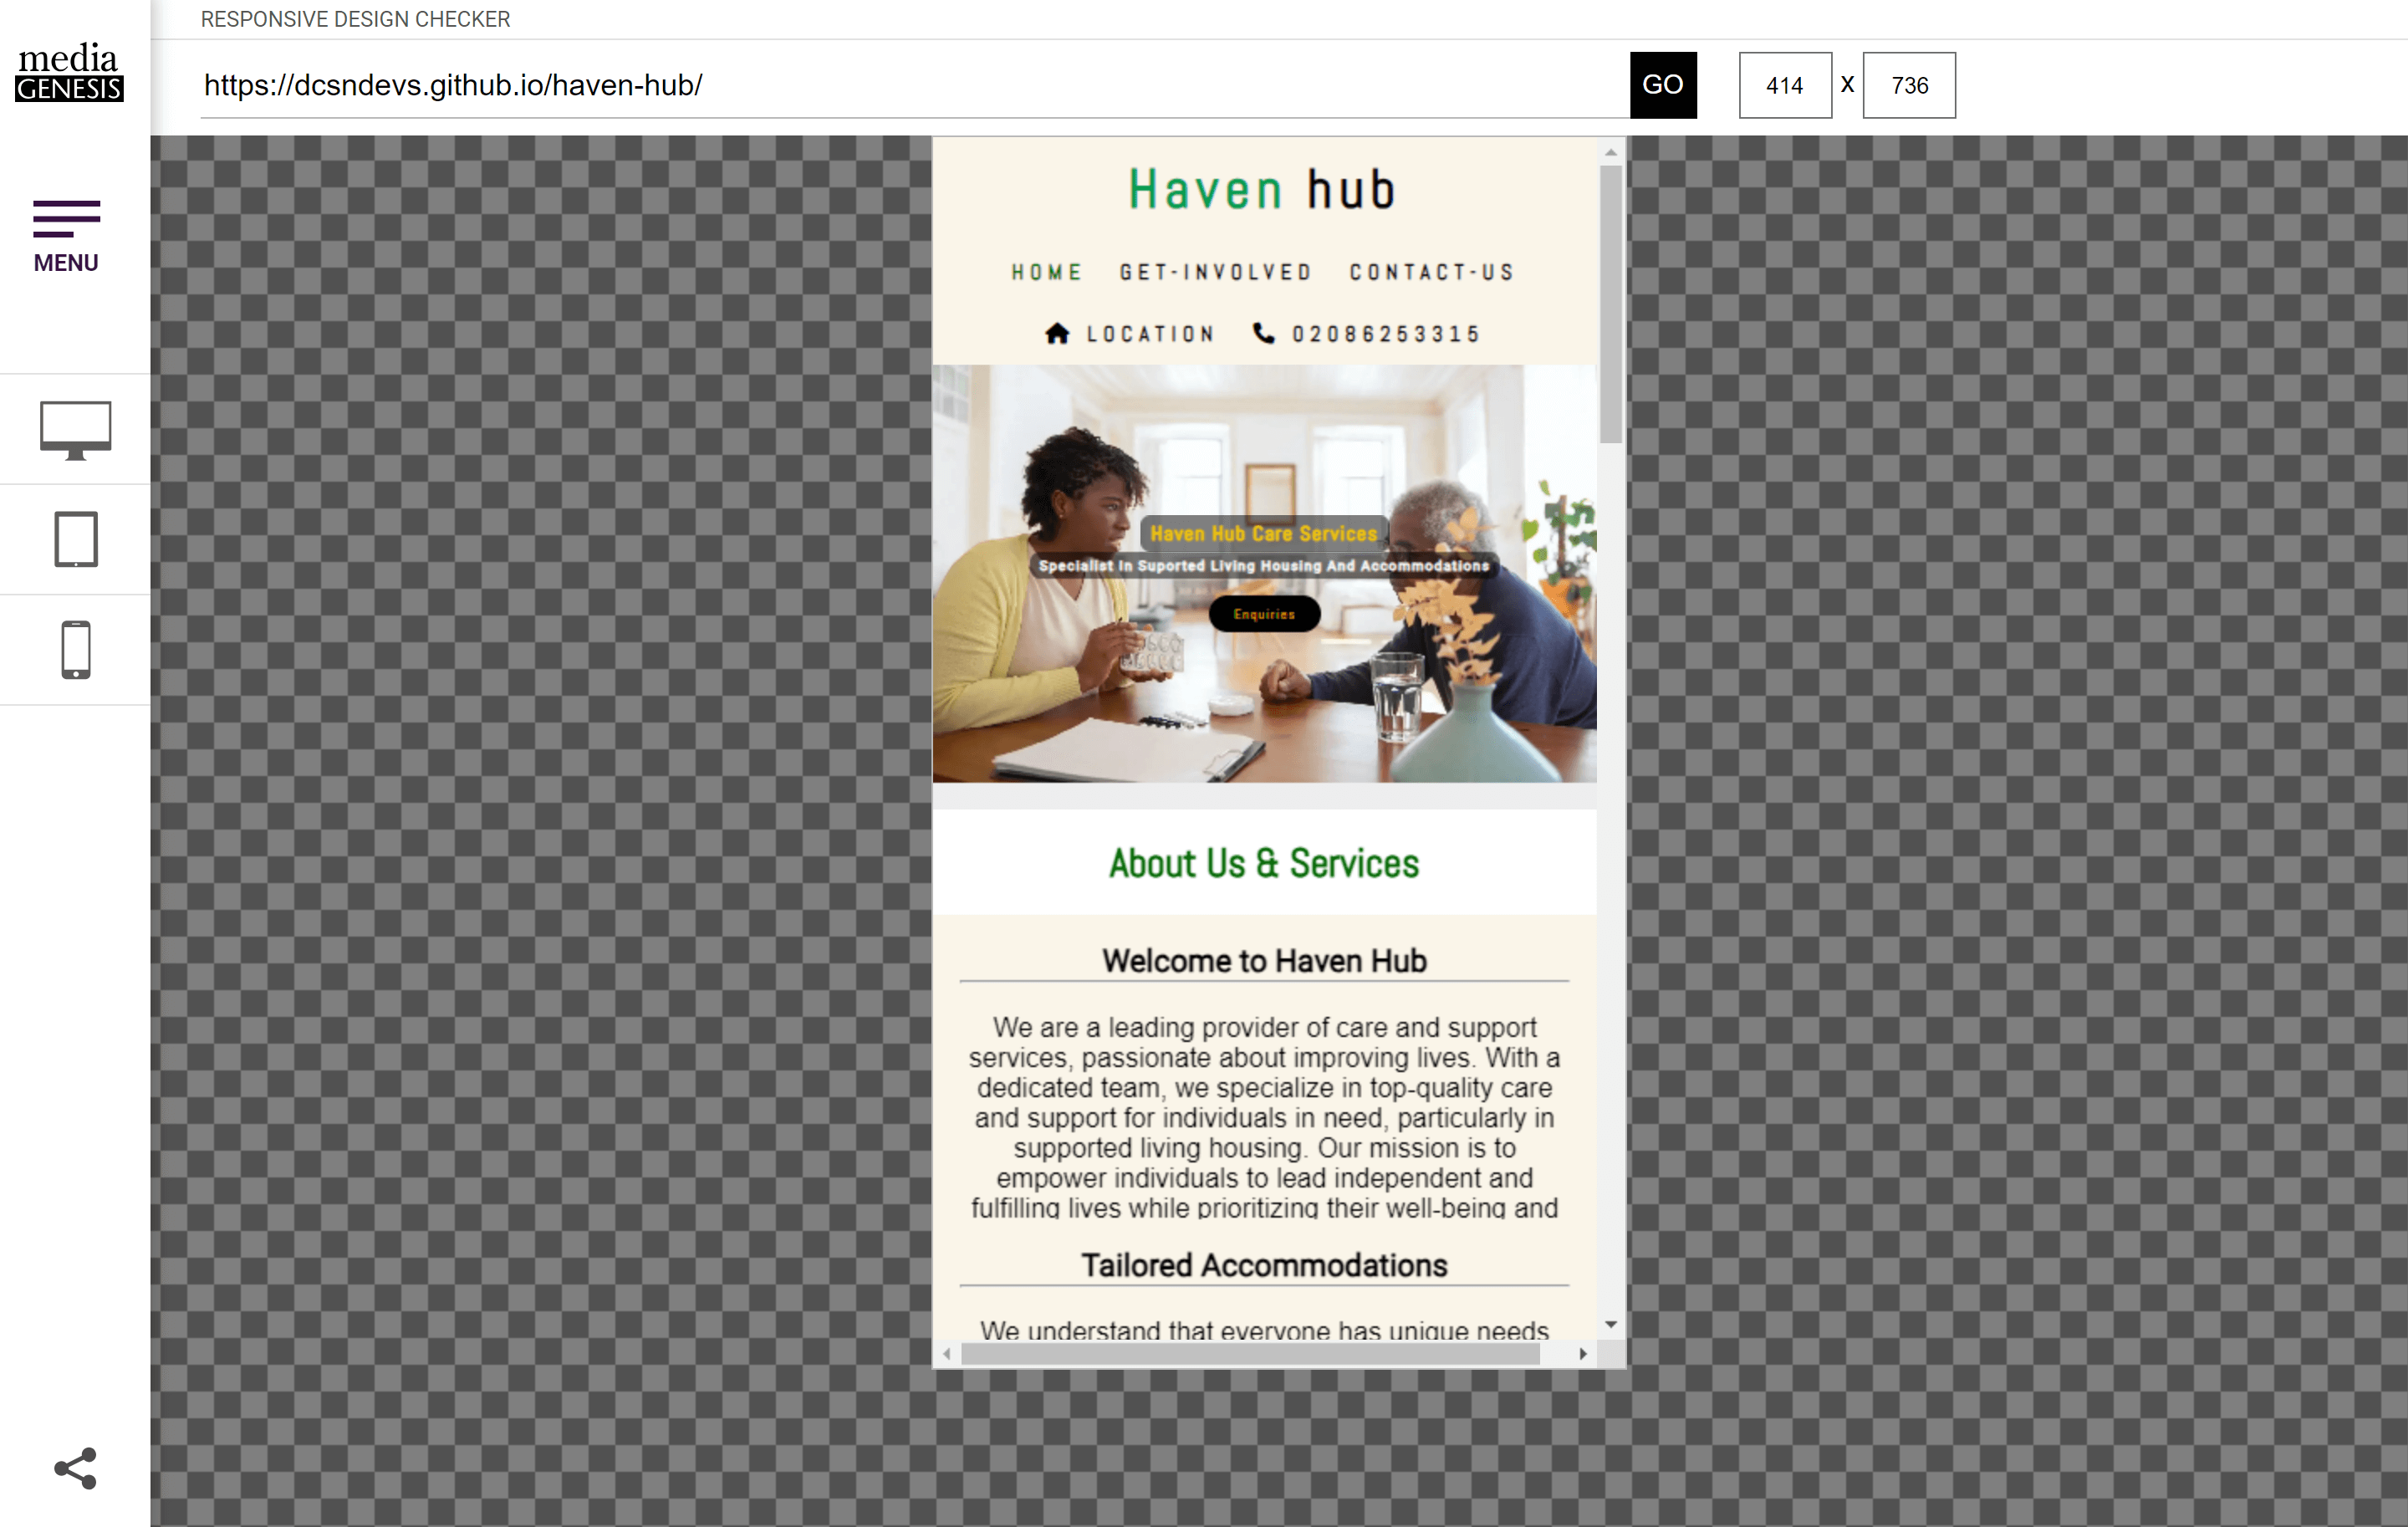 RESPONSIVE DESIGN CHECKER
media
GENESIS
https://dcsndevs.github.io/haven-hub/
GO
414 X 736
MENU
Haven hub
HOME GET-INVOLVED CONTACT-US
LOCATION 02086253315
Haven Hub Care Services
Specialist In Suported Living Housing And Accommodations
Enquiries
About Us & Services
Welcome to Haven Hub
We are a leading provider of care and support
services, passionate about improving lives. With a
dedicated team, we specialize in top-quality care
and support for individuals in need, particularly in
supported living housing. Our mission is to
empower individuals to lead independent and
fulfilling lives while prioritizing their well-being and
Tailored Accommodations
We understand that everyone has unique needs